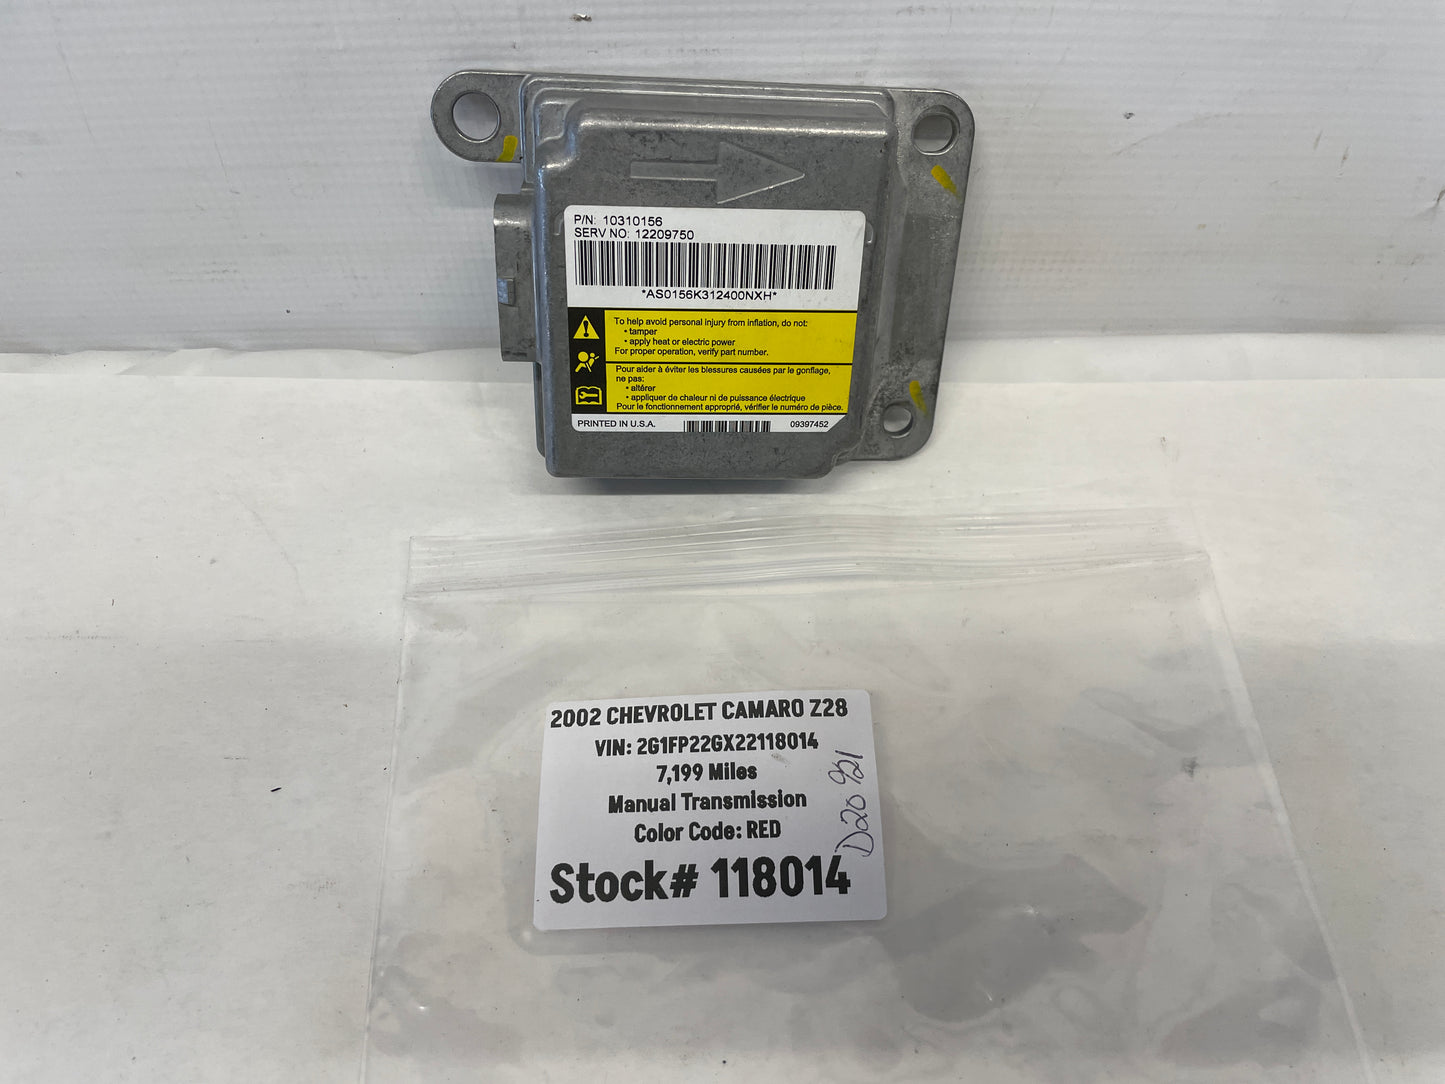 P/N: 10310156
SERV NO: 12209750
*AS0156K312400NXH*
To help avoid personal injury from inflation, do not:
• tamper
• apply heat or electric power
For proper operation, verify part number.
Pour aider à éviter les blessures causées par le gonflage,
ne pas:
• altérer
• appliquer de chaleur ni de puissance électrique
Pour le fonctionnement approprié, vérifier le numéro de pièce.
PRINTED IN U.S.A. 09397452
2002 CHEVROLET CAMARO Z28
VIN: 2G1FP22GX22118014
7,199 Miles
Manual Transmission
Color Code: RED
Stock# 118014
D20 9/21